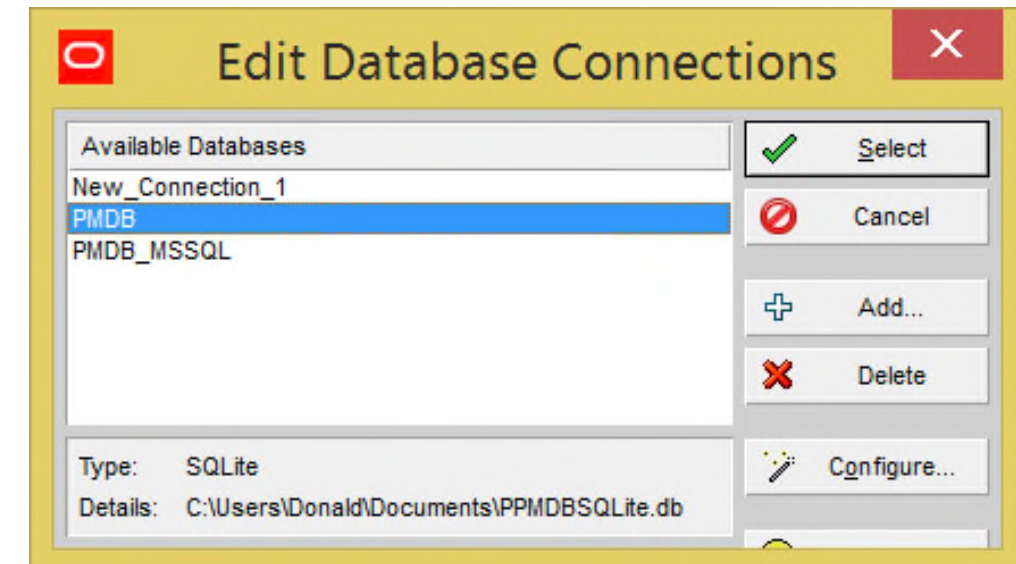 Edit Database Connections
Available Databases
New_Connection_1
PMDB
PMDB_MSSQL
Select
Cancel
Add...
Delete
Configure...
Type: SQLite
Details: C:\Users\Donald\Documents\PPMDBSQLite.db